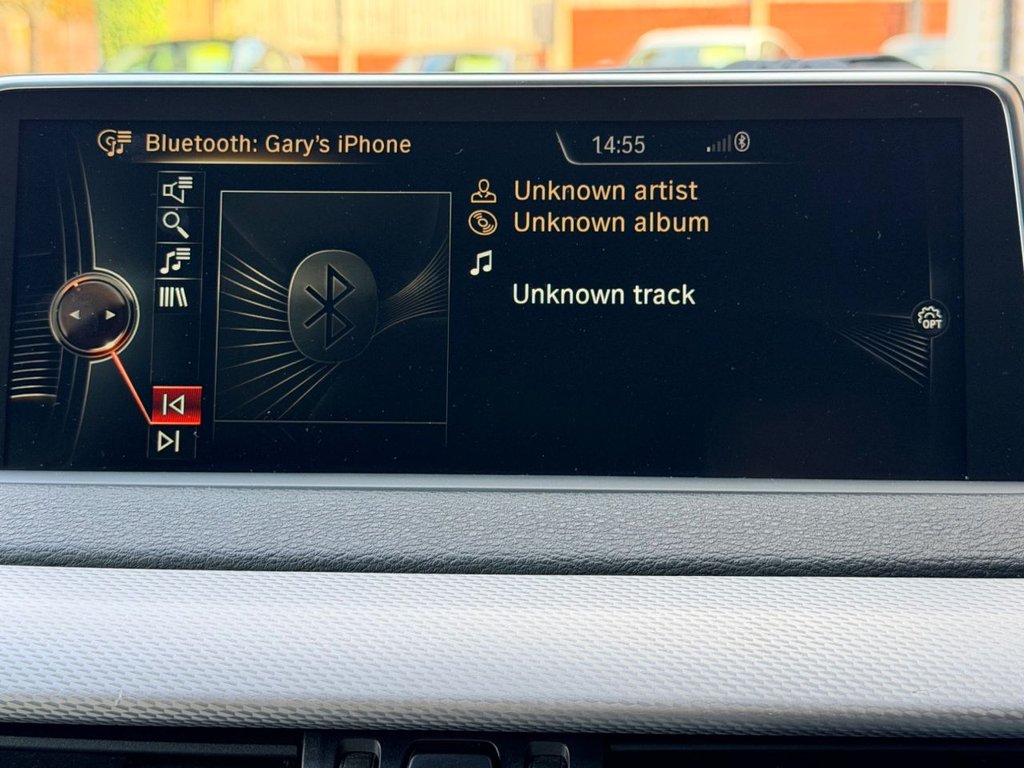 Bluetooth: Gary's iPhone
14:55
Unknown artist
Unknown album
Unknown track
OPT